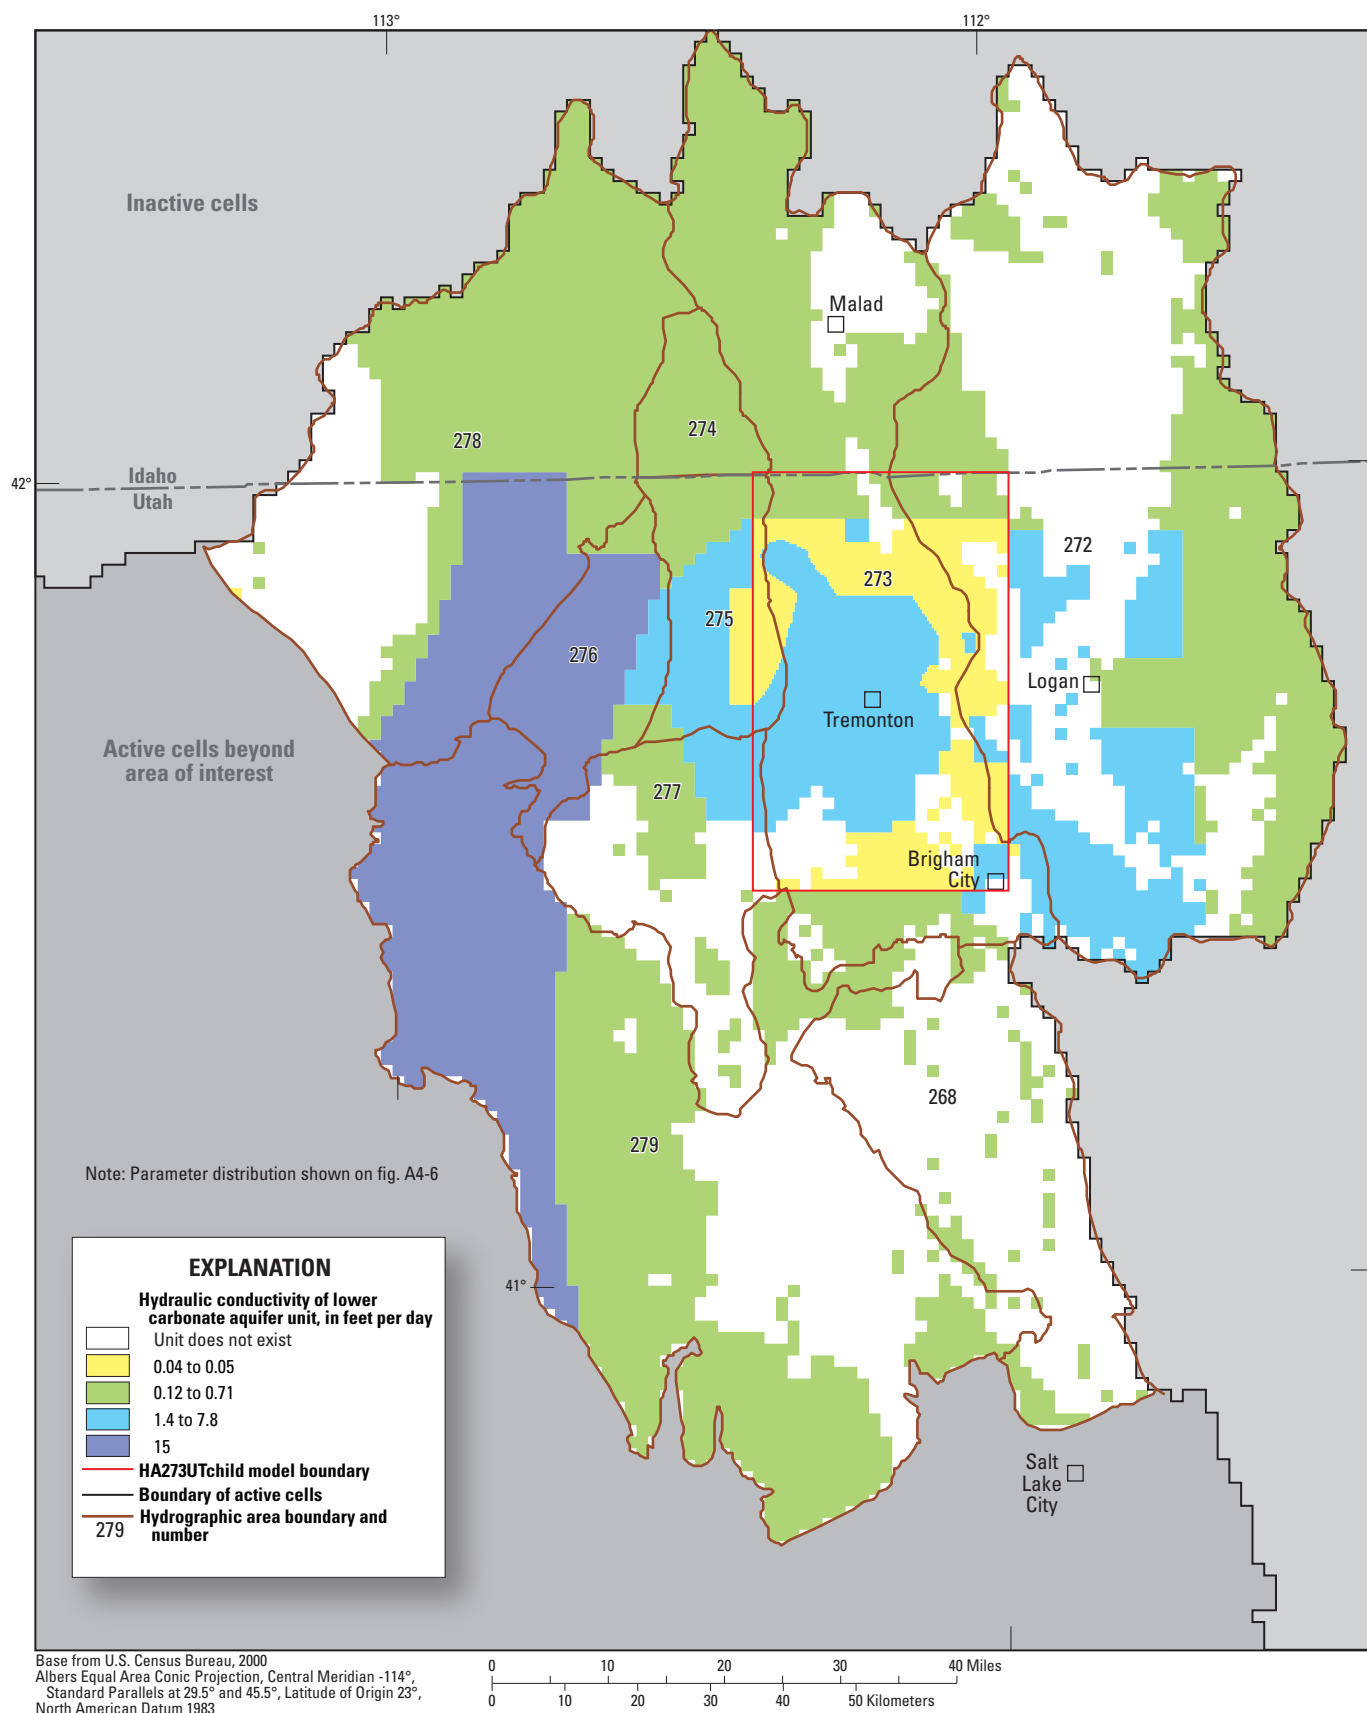 113°
112°
Inactive cells
Malad
278
274
42°
Idaho
Utah
272
273
275
276
Logan
Tremonton
Active cells beyond
area of interest
277
Brigham
City
268
279
Note: Parameter distribution shown on fig. A4-6
41°
EXPLANATION
Hydraulic conductivity of lower
carbonate aquifer unit, in feet per day
Unit does not exist
0.04 to 0.05
0.12 to 0.71
1.4 to 7.8
15
HA273UTchild model boundary
Boundary of active cells
Hydrographic area boundary and
number
279
Salt
Lake
City
Base from U.S. Census Bureau, 2000
Albers Equal Area Conic Projection, Central Meridian -114°,
Standard Parallels at 29.5° and 45.5°, Latitude of Origin 23°,
North American Datum 1983
0 10 20 30 40 Miles
0 10 20 30 40 50 Kilometers